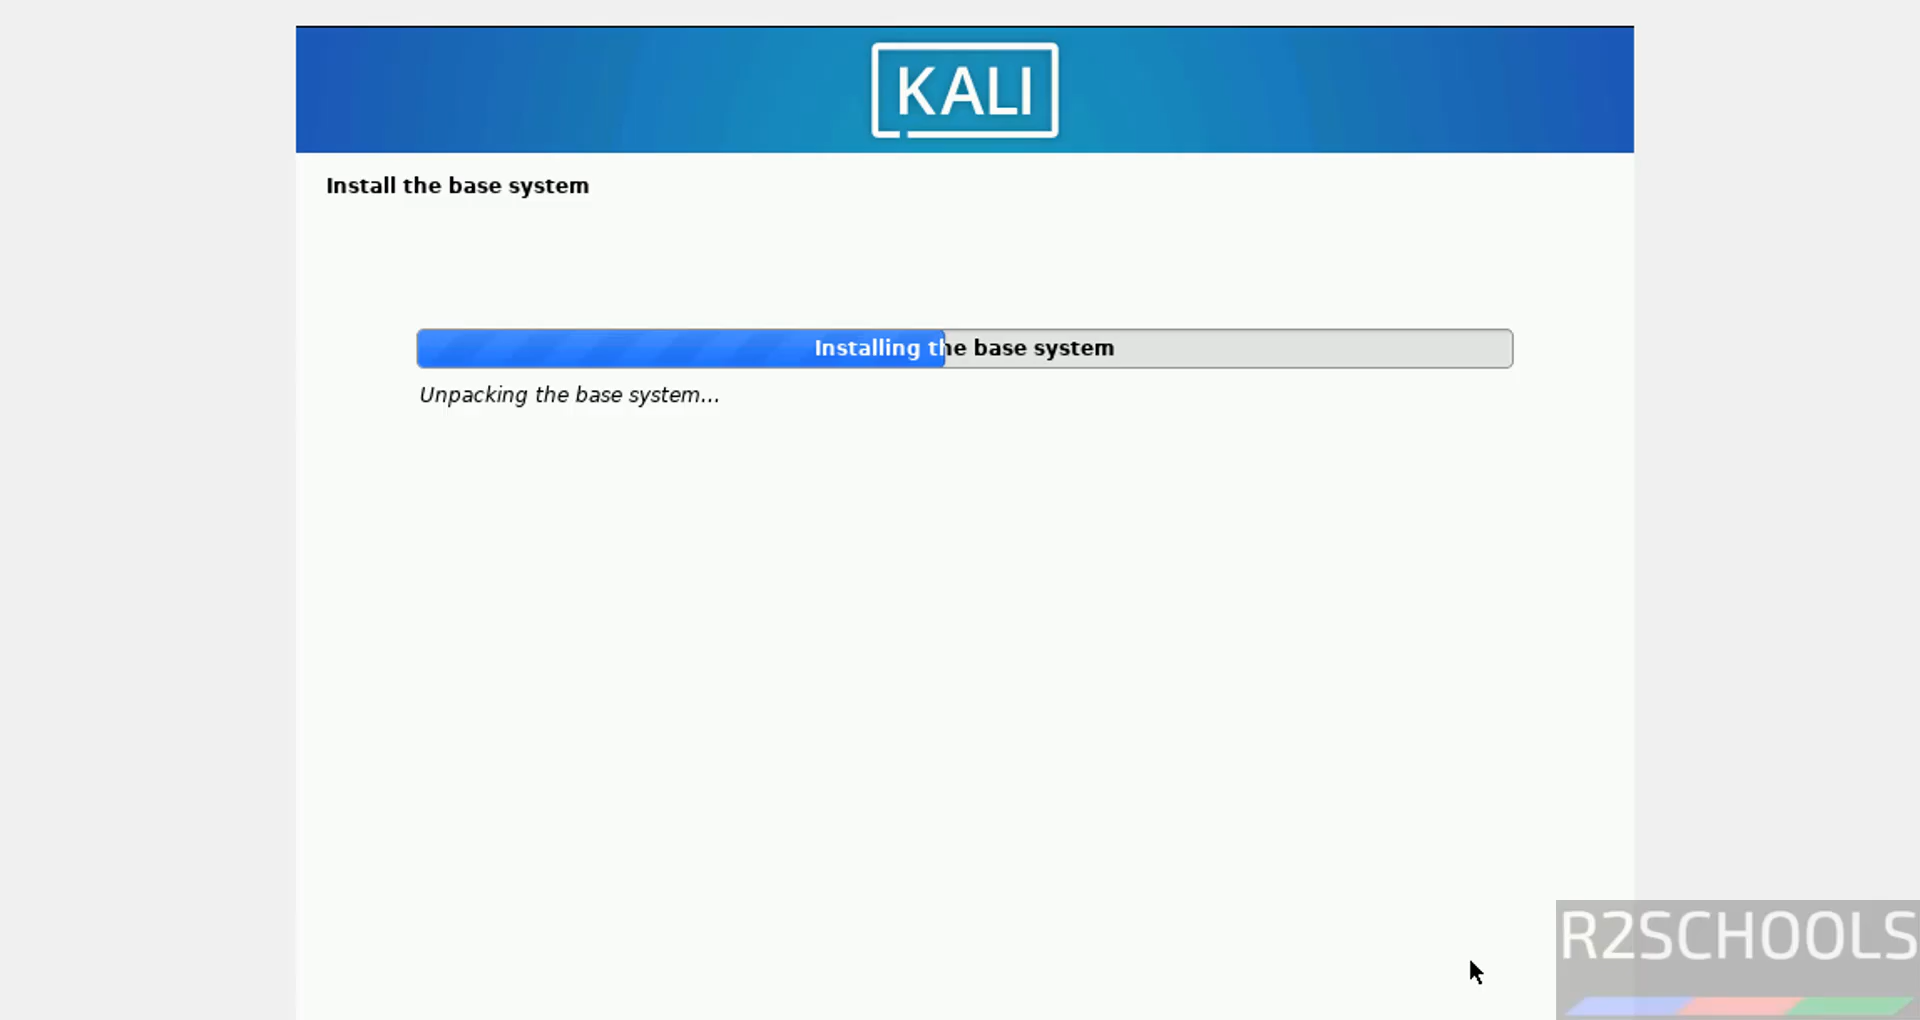 KALI
Install the base system
Installing the base system
Unpacking the base system...
R2SCHOOLS